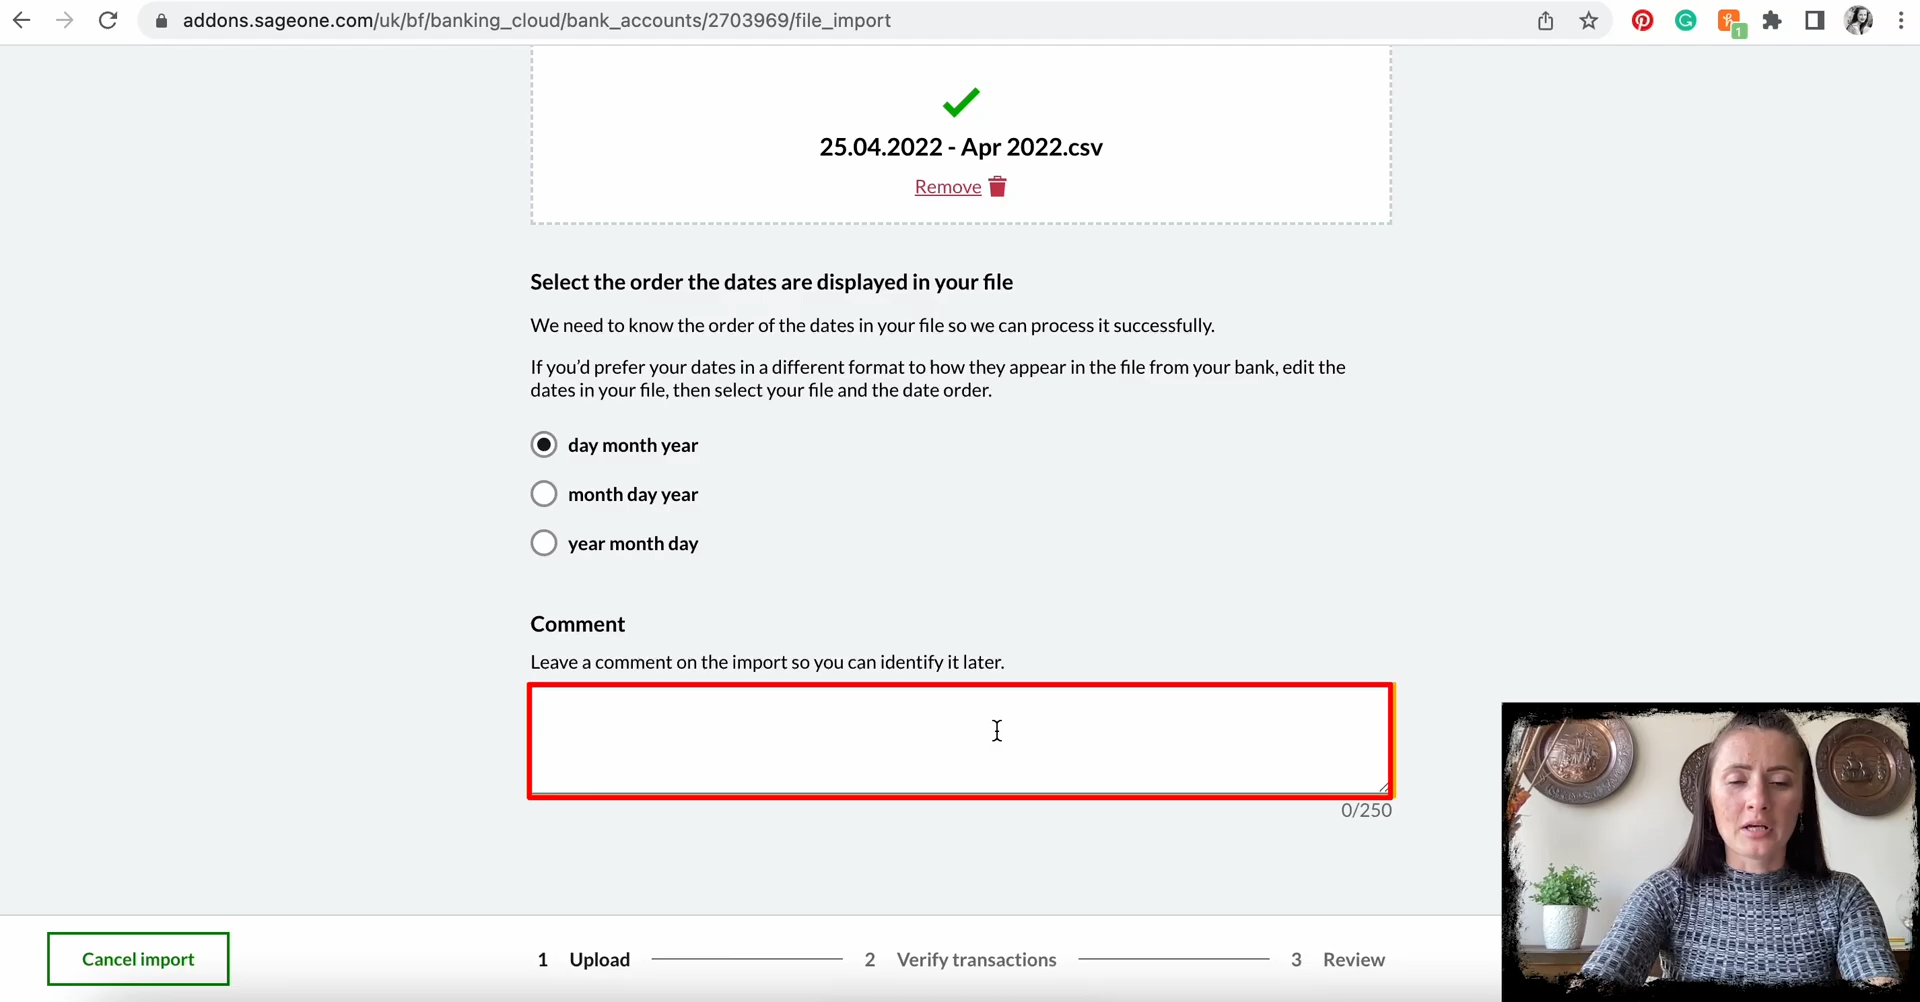 addons.sageone.com/uk/bf/banking_cloud/bank_accounts/2703969/file_import
1
25.04.2022 - Apr 2022.csv
Remove
Select the order the dates are displayed in your file
We need to know the order of the dates in your file so we can process it successfully.
If you’d prefer your dates in a different format to how they appear in the file from your bank, edit the
dates in your file, then select your file and the date order.
day month year
month day year
year month day
Comment
Leave a comment on the import so you can identify it later.
0/250
Cancel import
1 Upload
2 Verify transactions
3 Review